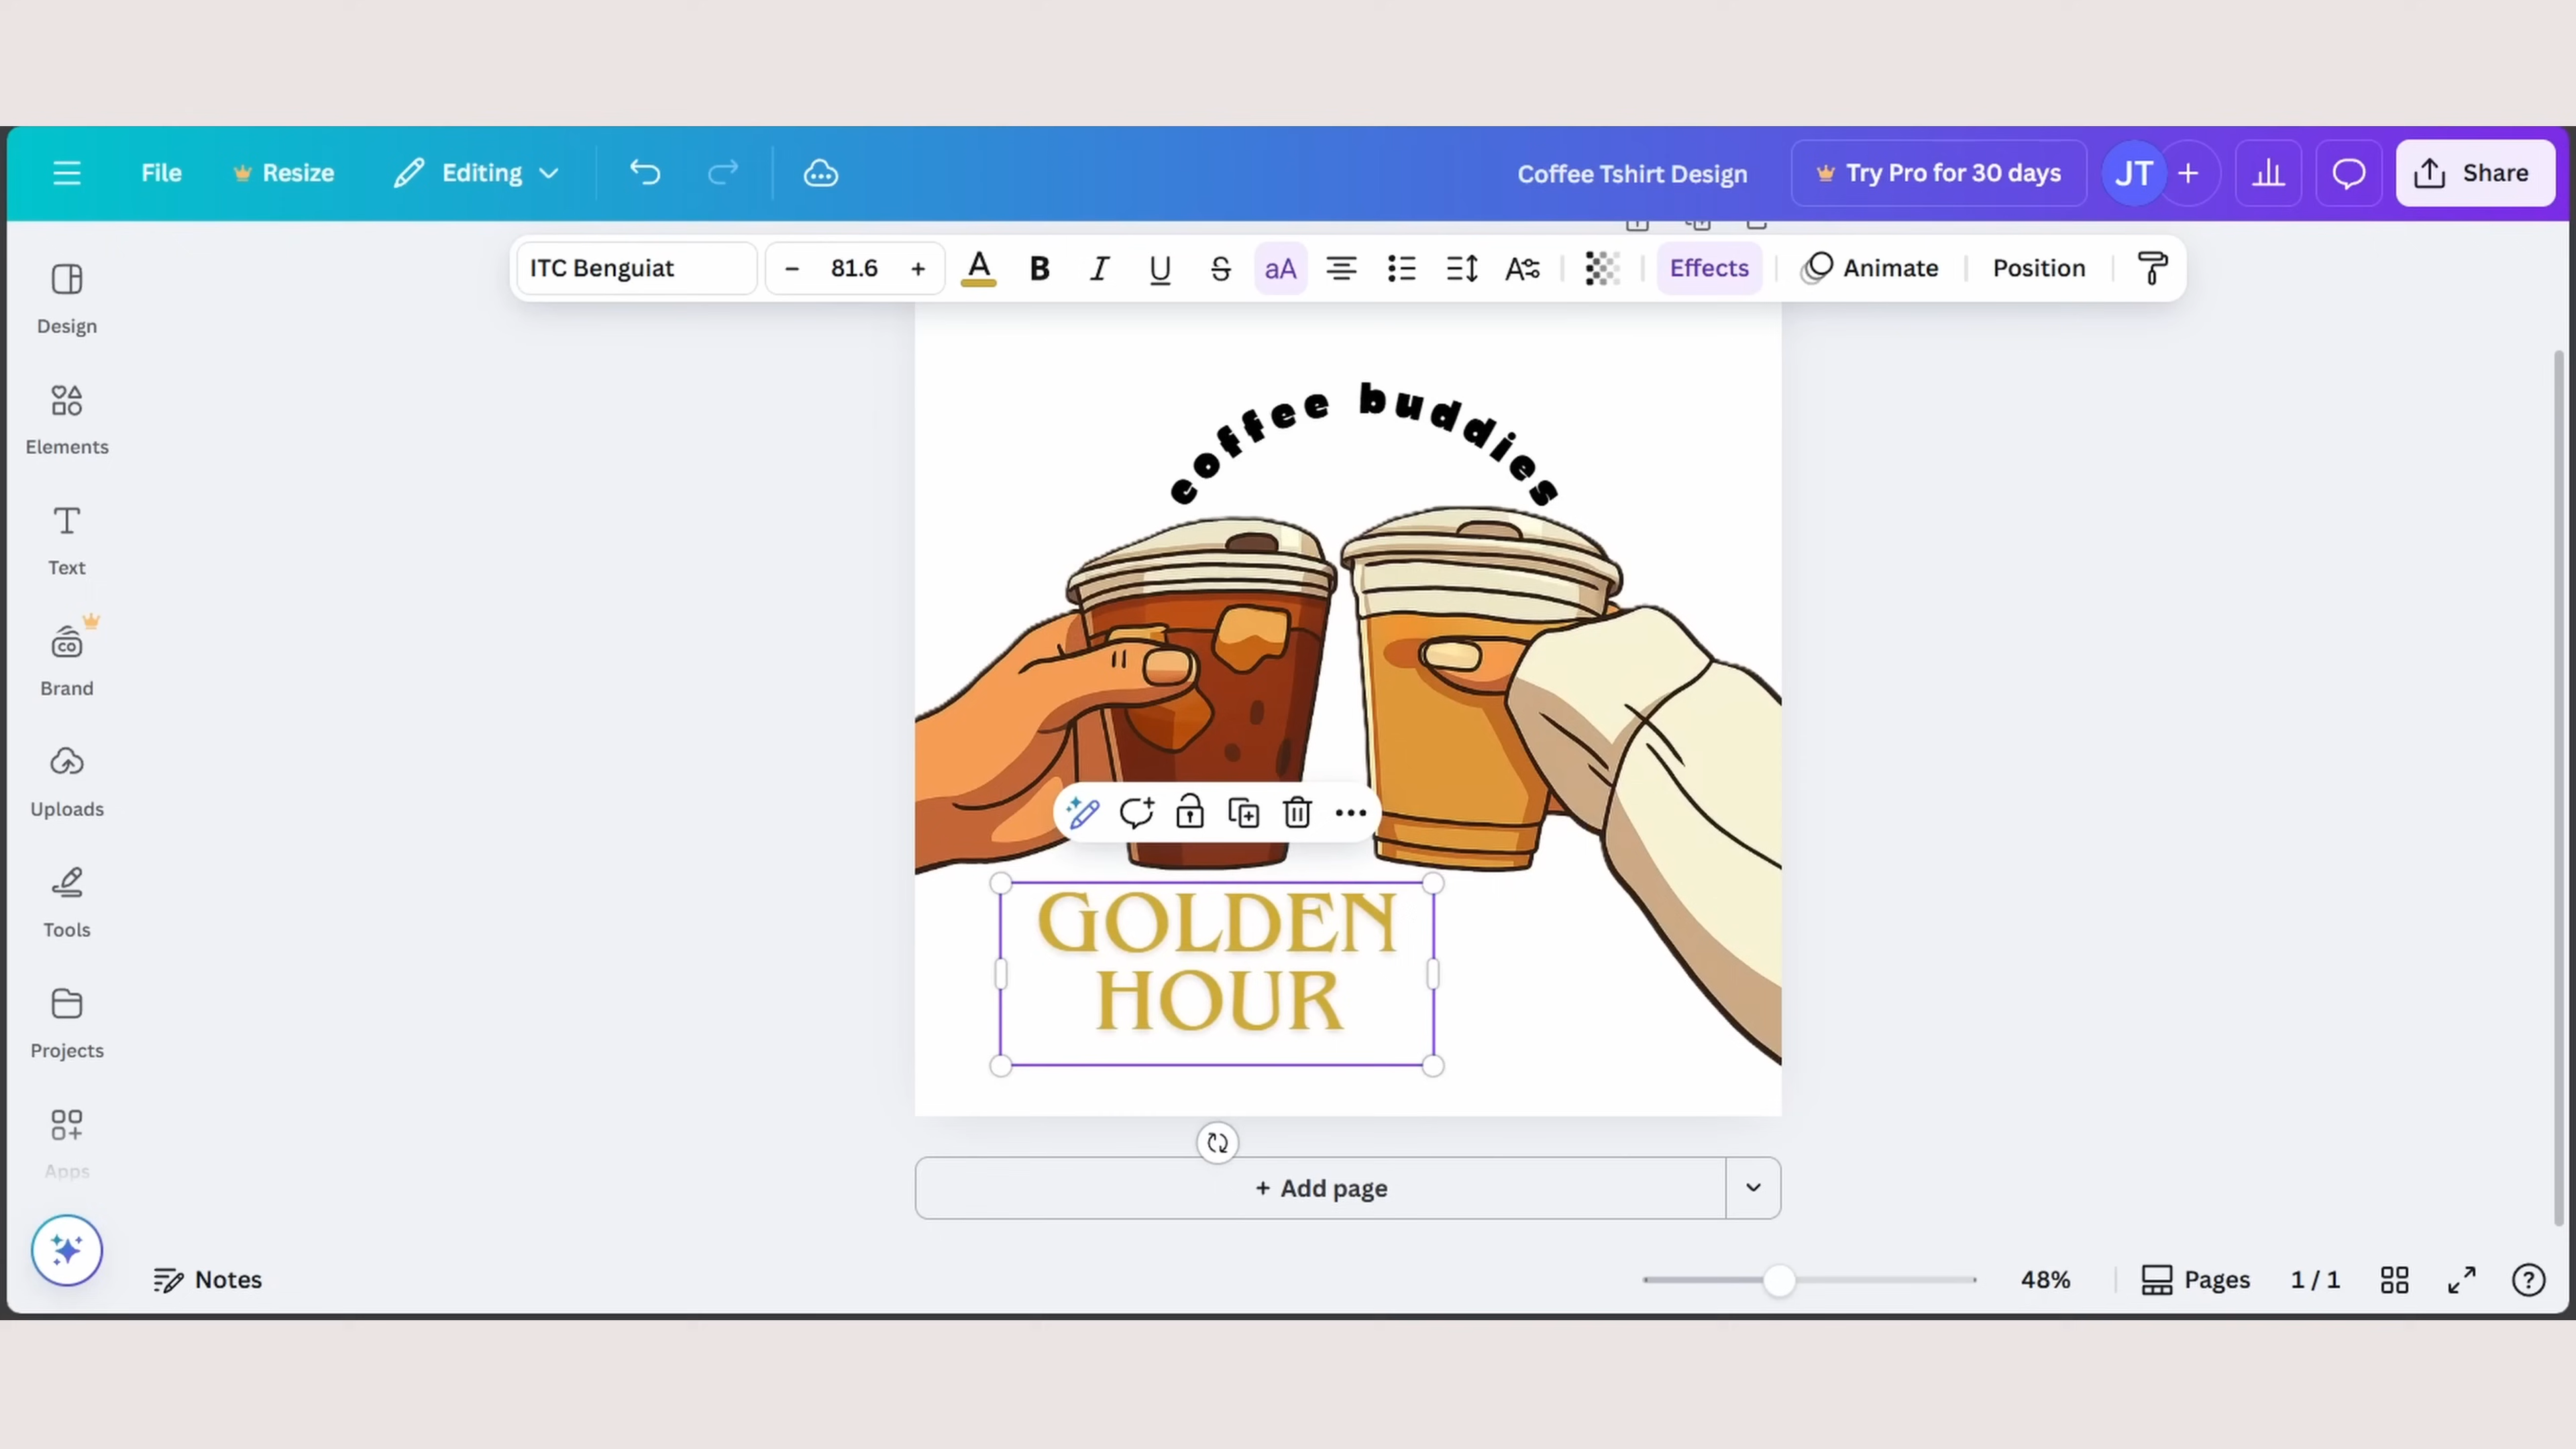 File
Resize
Editing
Coffee Tshirt Design
Try Pro for 30 days
JT
Share
ITC Benguiat
81.6
A
B
I
U
S
aA
Effects
Animate
Position
Design
Elements
Text
Brand
Uploads
Tools
Projects
Apps
coffee buddies
GOLDEN
HOUR
+ Add page
Notes
48%
Pages
1 / 1